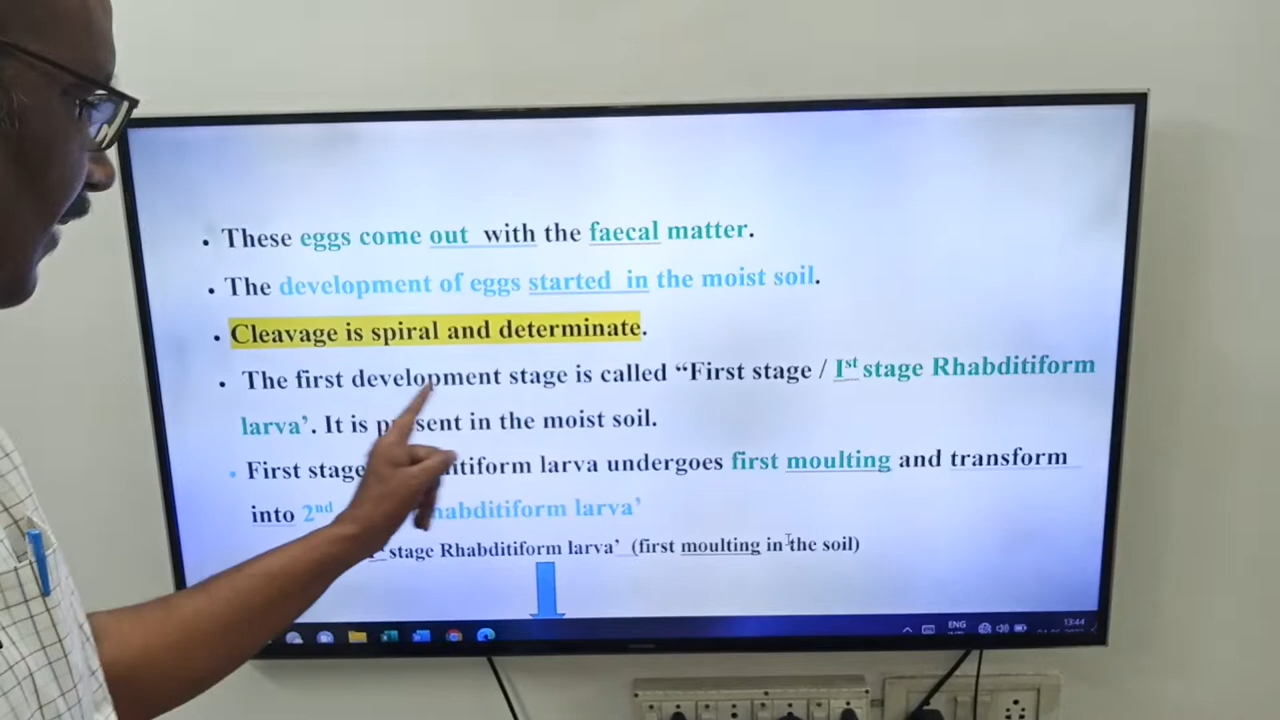 • These eggs come out with the faecal matter.
• The development of eggs started in the moist soil.
• Cleavage is spiral and determinate.
• The first development stage is called “First stage / Ist stage Rhabditiform
larva’. It is present in the moist soil.
• First stage larva undergoes first moulting and transform
into 2nd larva’
stage Rhabditiform larva’ (first moulting in the soil)
ENG
13:44